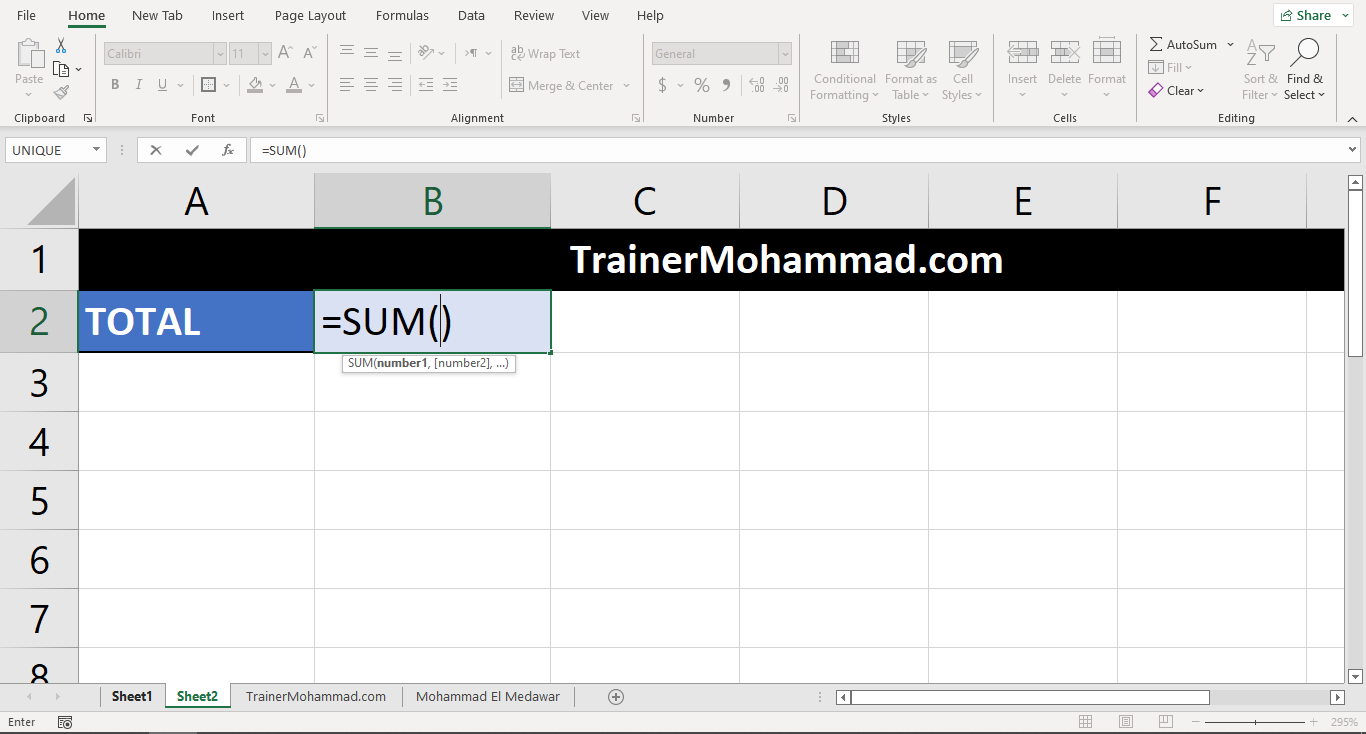 File Home New Tab Insert Page Layout Formulas Data Review View Help Share
Calibri 11 A^ A˅ ab Wrap Text General AutoSum
Paste B I U A Merge & Center $ % 9 Conditional Formatting Format as Table Cell Styles Insert Delete Format Fill Clear Sort & Filter Find & Select
Clipboard Font Alignment Number Styles Cells Editing
UNIQUE fx =SUM()
A B C D E F
1 TrainerMohammad.com
2 TOTAL =SUM()
SUM(number1, [number2], ...)
3
4
5
6
7
8
Sheet1 Sheet2 TrainerMohammad.com Mohammad El Medawar
Enter 295%